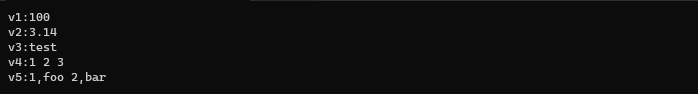 v1:100
v2:3.14
v3:test
v4:1 2 3
v5:1,foo 2,bar